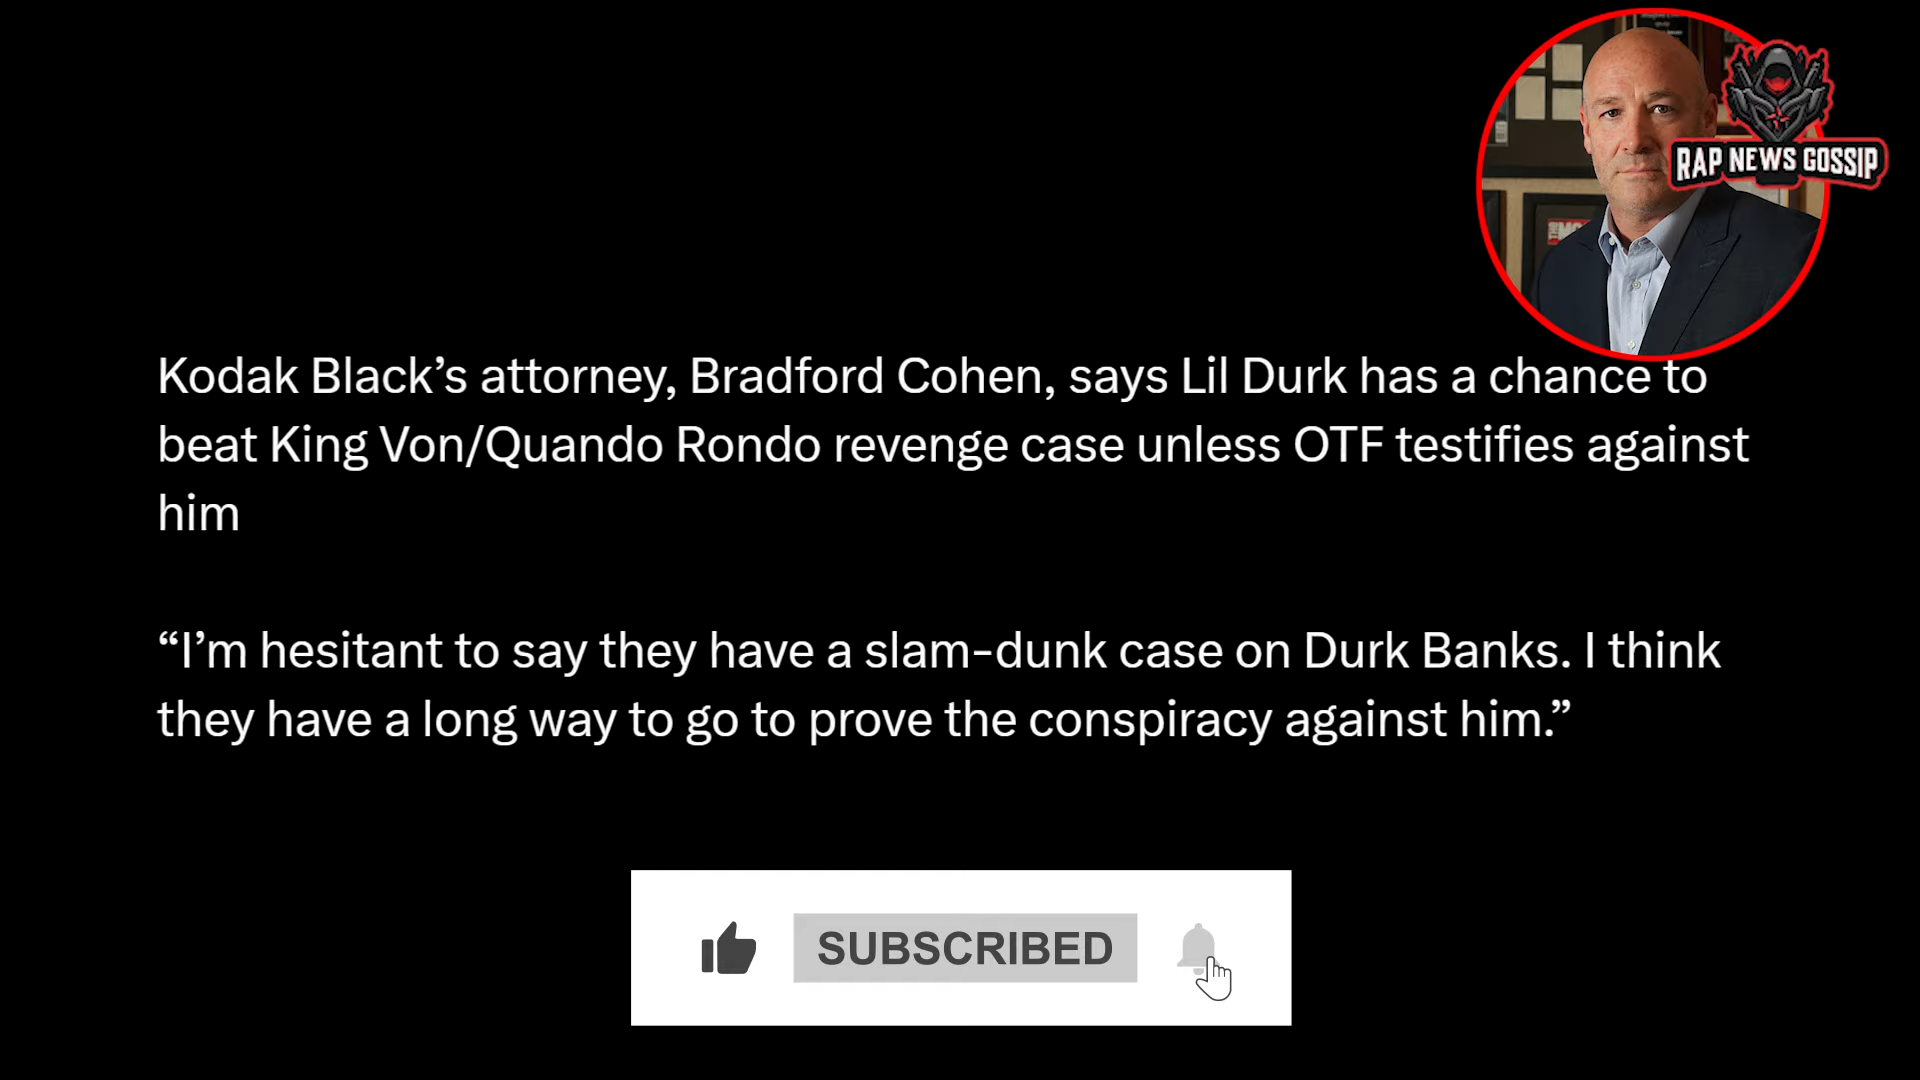 RAP NEWS GOSSIP
Kodak Black’s attorney, Bradford Cohen, says Lil Durk has a chance to
beat King Von/Quando Rondo revenge case unless OTF testifies against
him
“I’m hesitant to say they have a slam-dunk case on Durk Banks. I think
they have a long way to go to prove the conspiracy against him.”
SUBSCRIBED